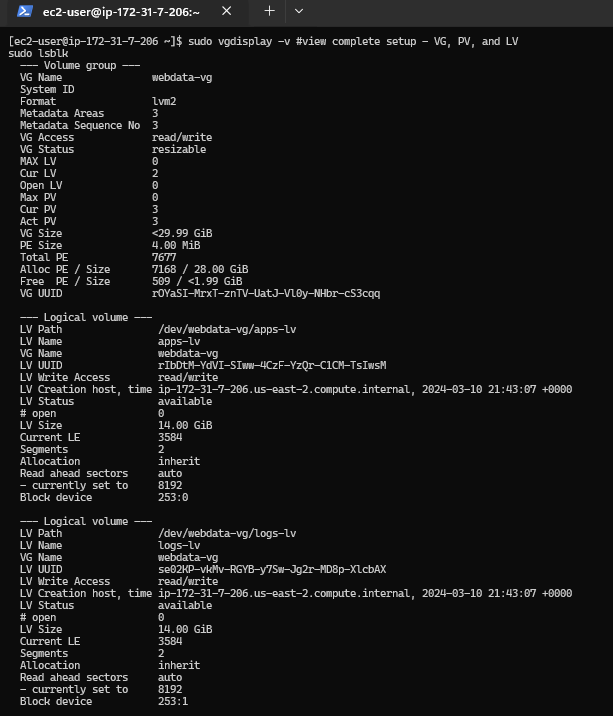 ec2-user@ip-172-31-7-206:~
[ec2-user@ip-172-31-7-206 ~]$ sudo vgdisplay -v #view complete setup - VG, PV, and LV
sudo lsblk
--- Volume group ---
VG Name webdata-vg
System ID
Format lvm2
Metadata Areas 3
Metadata Sequence No 3
VG Access read/write
VG Status resizable
MAX LV 0
Cur LV 2
Open LV 0
Max PV 0
Cur PV 3
Act PV 3
VG Size <29.99 GiB
PE Size 4.00 MiB
Total PE 7677
Alloc PE / Size 7168 / 28.00 GiB
Free PE / Size 509 / <1.99 GiB
VG UUID rOYaSI-MrxT-znTV-UatJ-Vl0y-NHbr-cS3cqq
--- Logical volume ---
LV Path /dev/webdata-vg/apps-lv
LV Name apps-lv
VG Name webdata-vg
LV UUID rIbDtM-YdVI-SIww-4CzF-YzQr-C1CM-TsIwsM
LV Write Access read/write
LV Creation host, time ip-172-31-7-206.us-east-2.compute.internal, 2024-03-10 21:43:07 +0000
LV Status available
# open 0
LV Size 14.00 GiB
Current LE 3584
Segments 2
Allocation inherit
Read ahead sectors auto
- currently set to 8192
Block device 253:0
--- Logical volume ---
LV Path /dev/webdata-vg/logs-lv
LV Name logs-lv
VG Name webdata-vg
LV UUID se02KP-vkMv-RGYB-y7Sw-Jg2r-MD8p-XlcbAX
LV Write Access read/write
LV Creation host, time ip-172-31-7-206.us-east-2.compute.internal, 2024-03-10 21:43:07 +0000
LV Status available
# open 0
LV Size 14.00 GiB
Current LE 3584
Segments 2
Allocation inherit
Read ahead sectors auto
- currently set to 8192
Block device 253:1